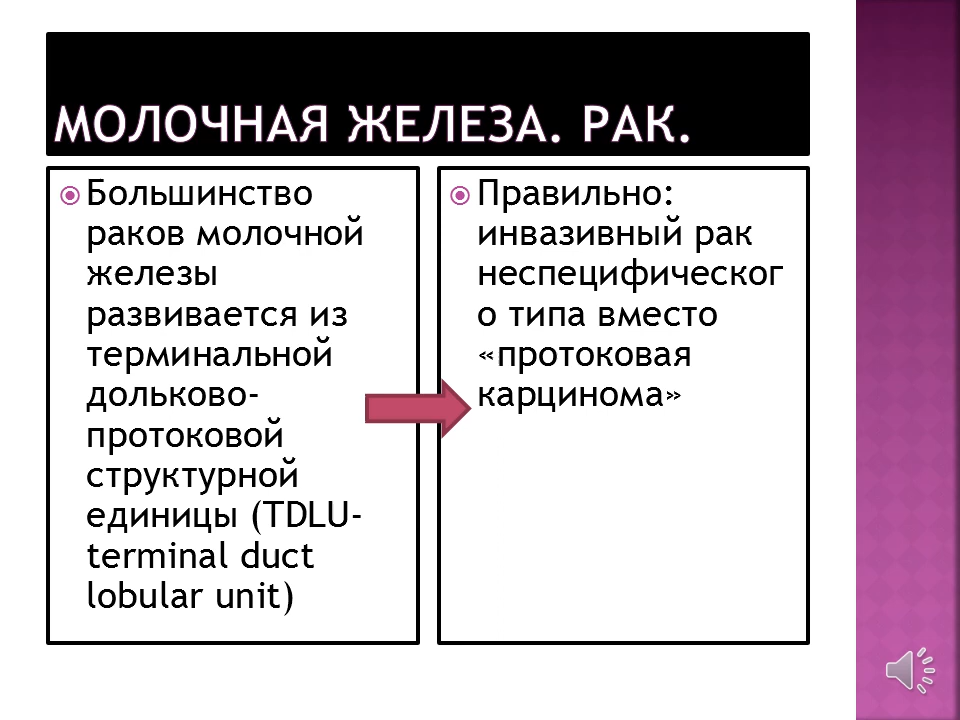 МОЛОЧНАЯ ЖЕЛЕЗА. РАК.
Большинство
раков молочной
железы
развивается из
терминальной
дольково-
протоковой
структурной
единицы (TDLU-
terminal duct
lobular unit)
Правильно:
инвазивный рак
неспецифическог
о типа вместо
«протоковая
карцинома»